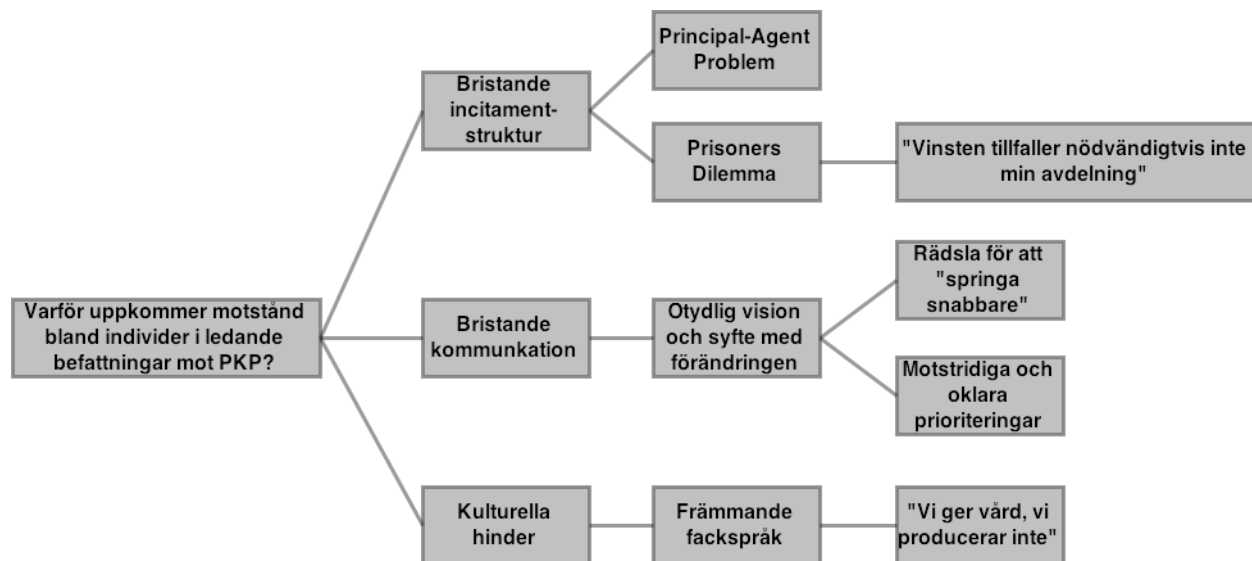 Principal-Agent
Problem
Bristande
incitament-
struktur
Prisoners
Dilemma
"Vinsten tillfaller nödvändigtvis inte
min avdelning"
Varför uppkommer motstånd
bland individer i ledande
befattningar mot PKP?
Bristande
kommunkation
Otydlig vision
och syfte med
förändringen
Rädsla för att
"springa
snabbare"
Motstridiga och
oklara
prioriteringar
Kulturella
hinder
Främmande
fackspråk
"Vi ger vård, vi
producerar inte"